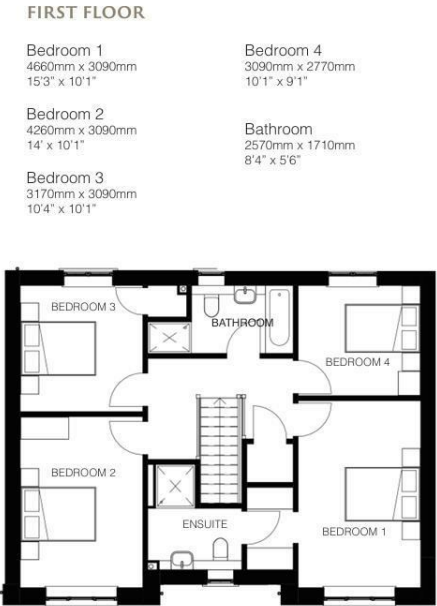 FIRST FLOOR
Bedroom 1
4660mm x 3090mm
15'3" x 10'1"
Bedroom 2
4260mm x 3090mm
14' x 10'1"
Bedroom 3
3170mm x 3090mm
10'4" x 10'1"
Bedroom 4
3090mm x 2770mm
10'1" x 9'1"
Bathroom
2570mm x 1710mm
8'4" x 5'6"
BEDROOM 3
BATHROOM
BEDROOM 4
BEDROOM 2
ENSUITE
BEDROOM 1